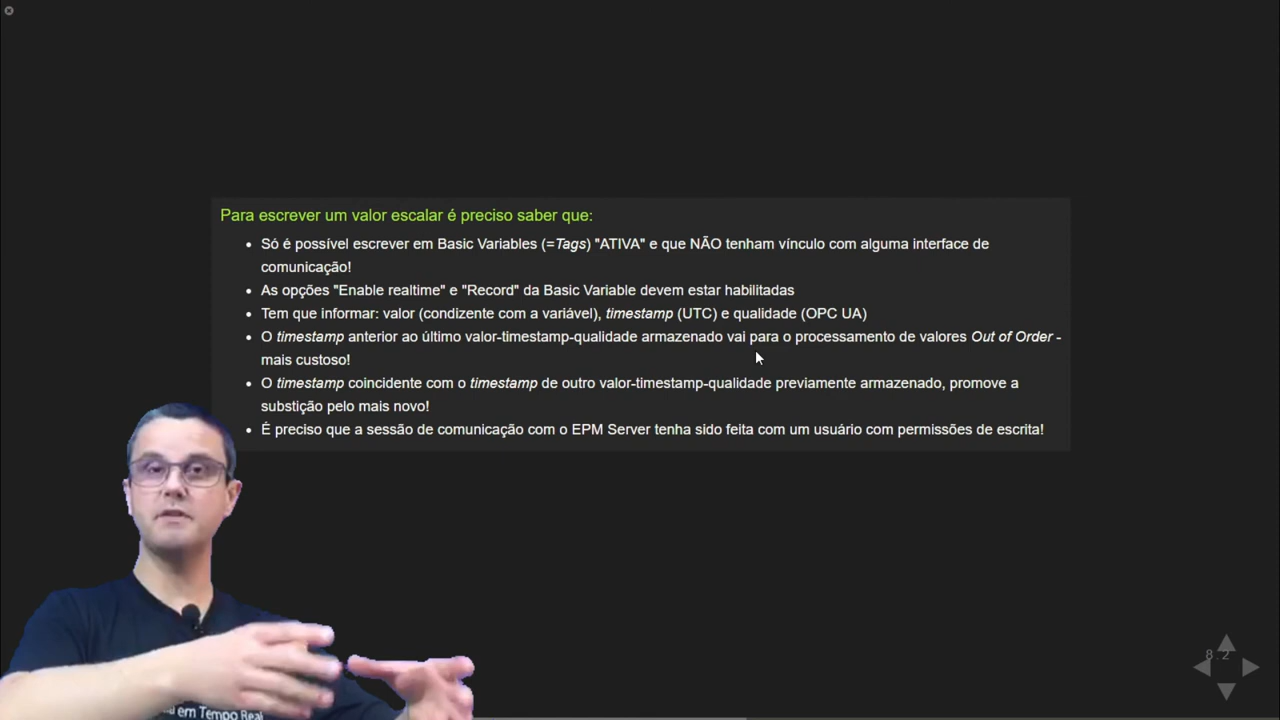 Para escrever um valor escalar é preciso saber que:
• Só é possível escrever em Basic Variables (=Tags) "ATIVA" e que NÃO tenham vínculo com alguma interface de
comunicação!
• As opções "Enable realtime" e "Record" da Basic Variable devem estar habilitadas
• Tem que informar: valor (condizente com a variável), timestamp (UTC) e qualidade (OPC UA)
• O timestamp anterior ao último valor-timestamp-qualidade armazenado vai para o processamento de valores Out of Order -
mais custoso!
• O timestamp coincidente com o timestamp de outro valor-timestamp-qualidade previamente armazenado, promove a
substição pelo mais novo!
• É preciso que a sessão de comunicação com o EPM Server tenha sido feita com um usuário com permissões de escrita!
8.2
em Tempo Real